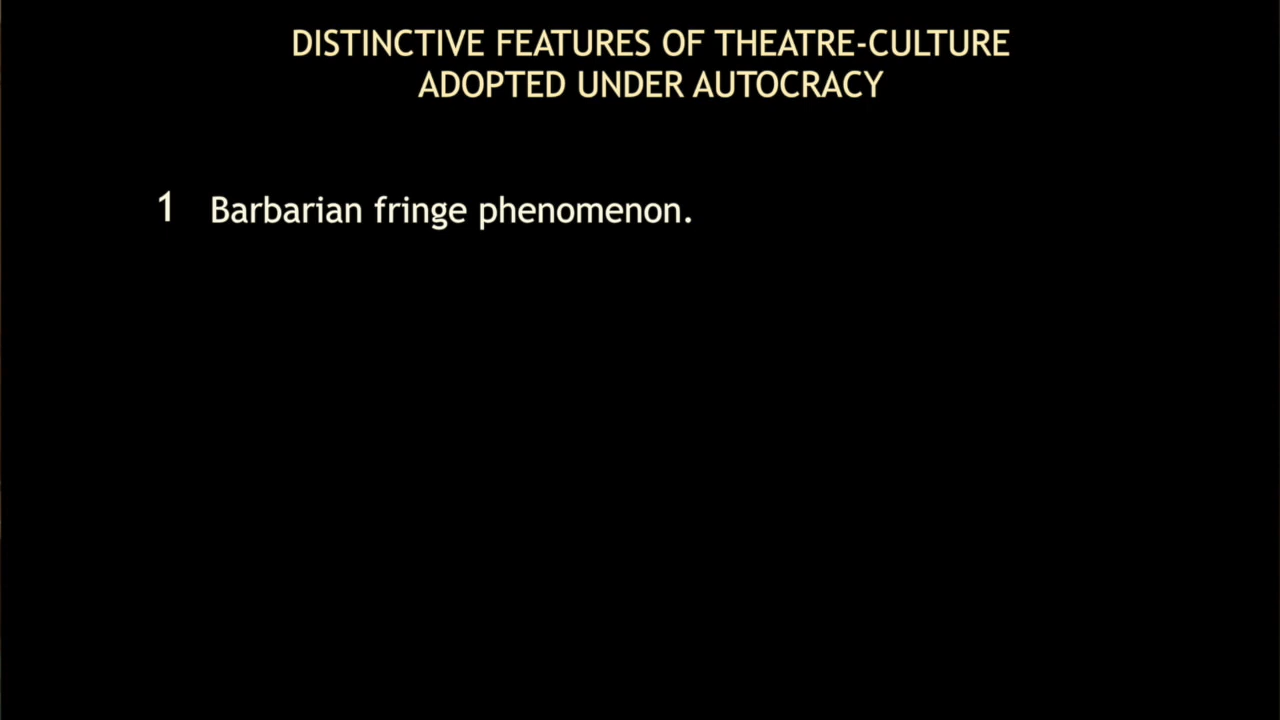 DISTINCTIVE FEATURES OF THEATRE-CULTURE
ADOPTED UNDER AUTOCRACY
1 Barbarian fringe phenomenon.